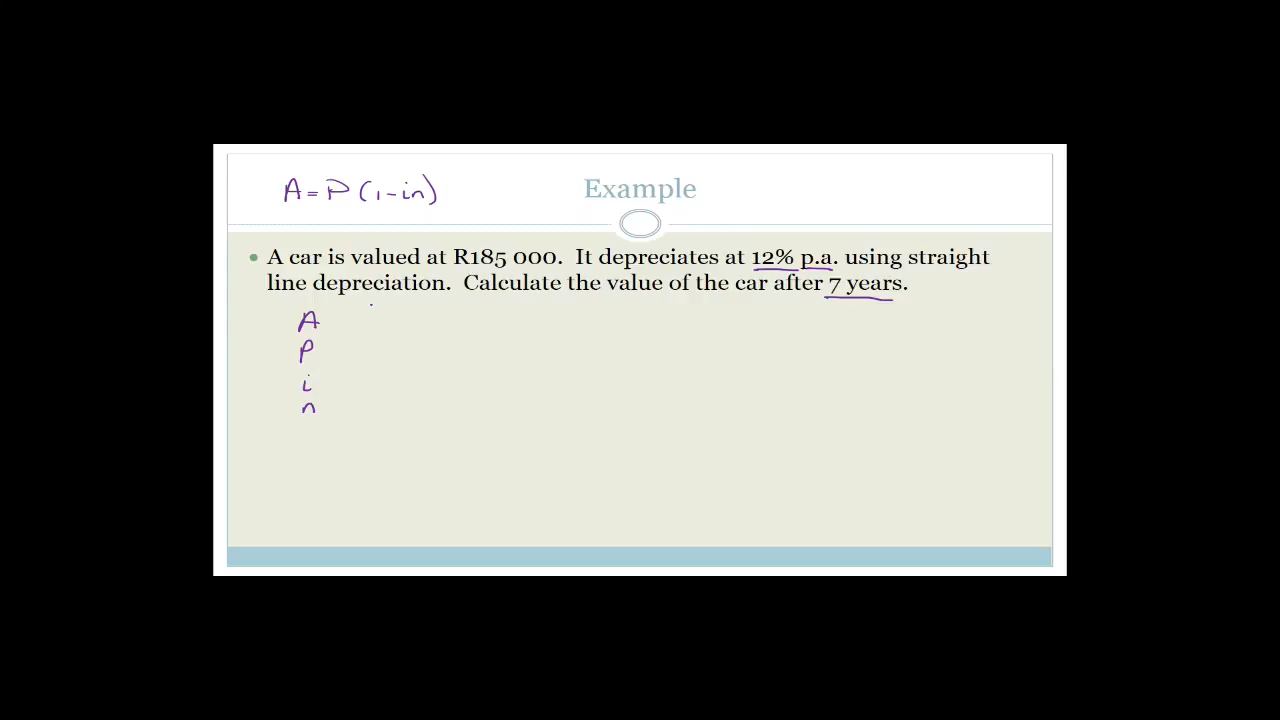 A = P (1 - in)
Example
A car is valued at R185 000. It depreciates at 12% p.a. using straight
line depreciation. Calculate the value of the car after 7 years.
A
P
i
n